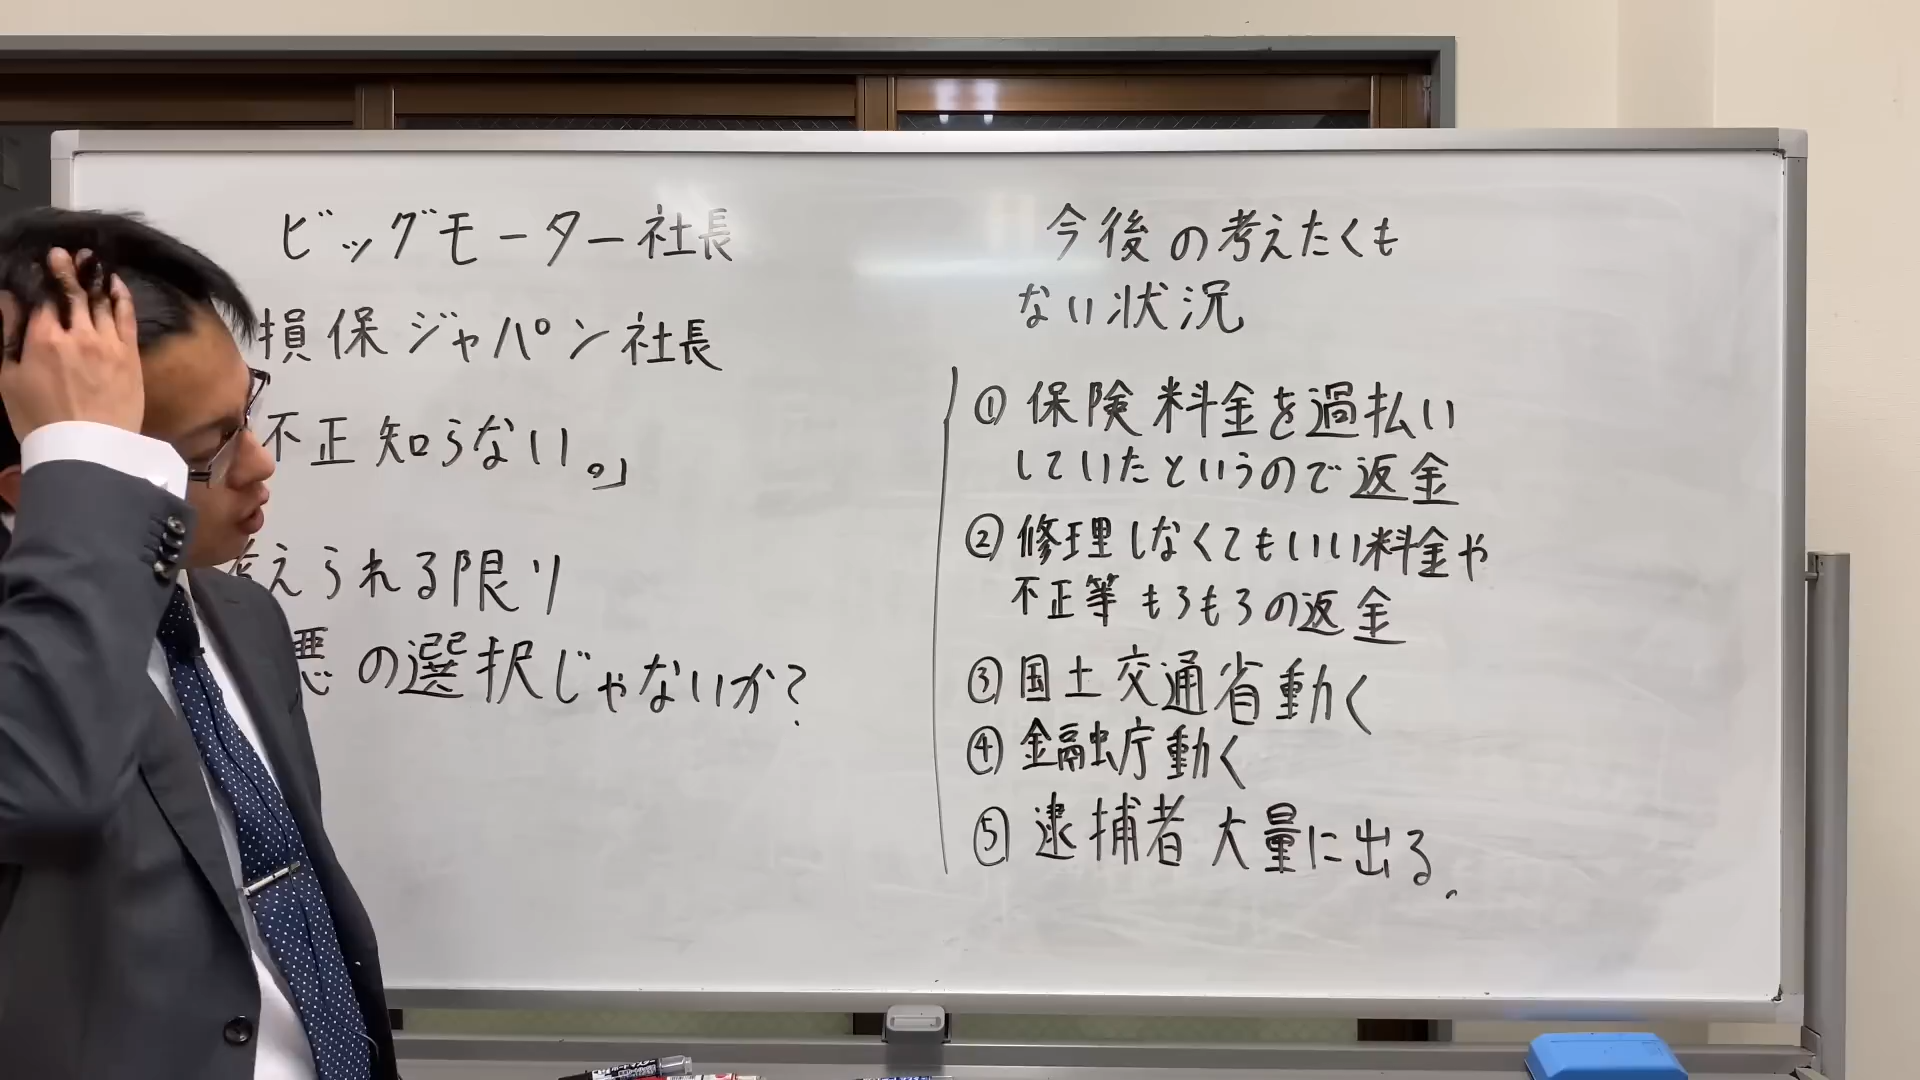 ビッグモーター社長
損保ジャパン社長
不正知らない。」
考えられる限り
悪の選択じゃないか?
今後の考えたくも
ない状況
① 保険料金を過払い
していたというので返金
② 修理しなくてもいい料金や
不正等もろもろの返金
③ 国土交通省動く
④ 金融庁動く
⑤ 逮捕者大量に出る。